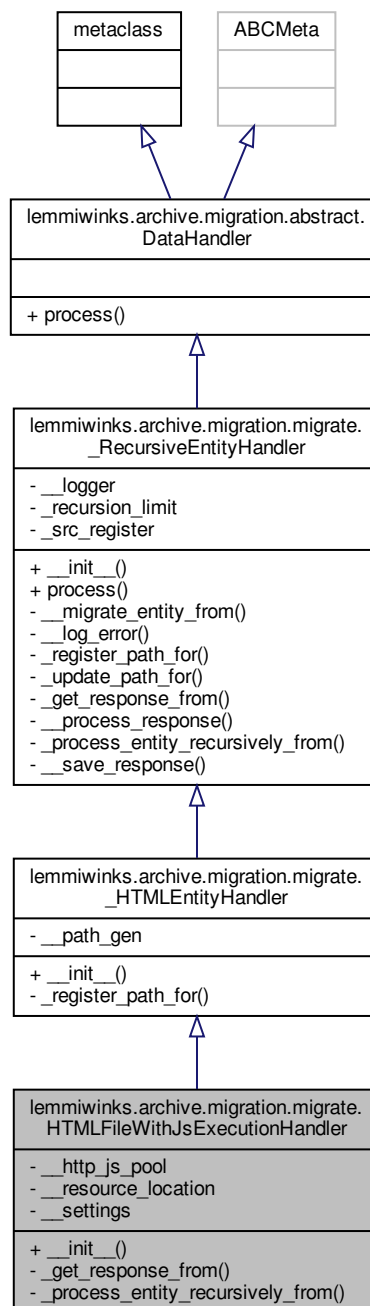 metaclass
ABCMeta
lemmiwinks.archive.migration.abstract.
DataHandler
+ process()
lemmiwinks.archive.migration.migrate.
_RecursiveEntityHandler
- __logger
- _recursion_limit
- _src_register
+ __init__()
+ process()
- __migrate_entity_from()
- __log_error()
- _register_path_for()
- _update_path_for()
- _get_response_from()
- __process_response()
- _process_entity_recursively_from()
- __save_response()
lemmiwinks.archive.migration.migrate.
_HTMLEntityHandler
- __path_gen
+ __init__()
- _register_path_for()
lemmiwinks.archive.migration.migrate.
HTMLFileWithJsExecutionHandler
- __http_js_pool
- __resource_location
- __settings
+ __init__()
- _get_response_from()
- _process_entity_recursively_from()